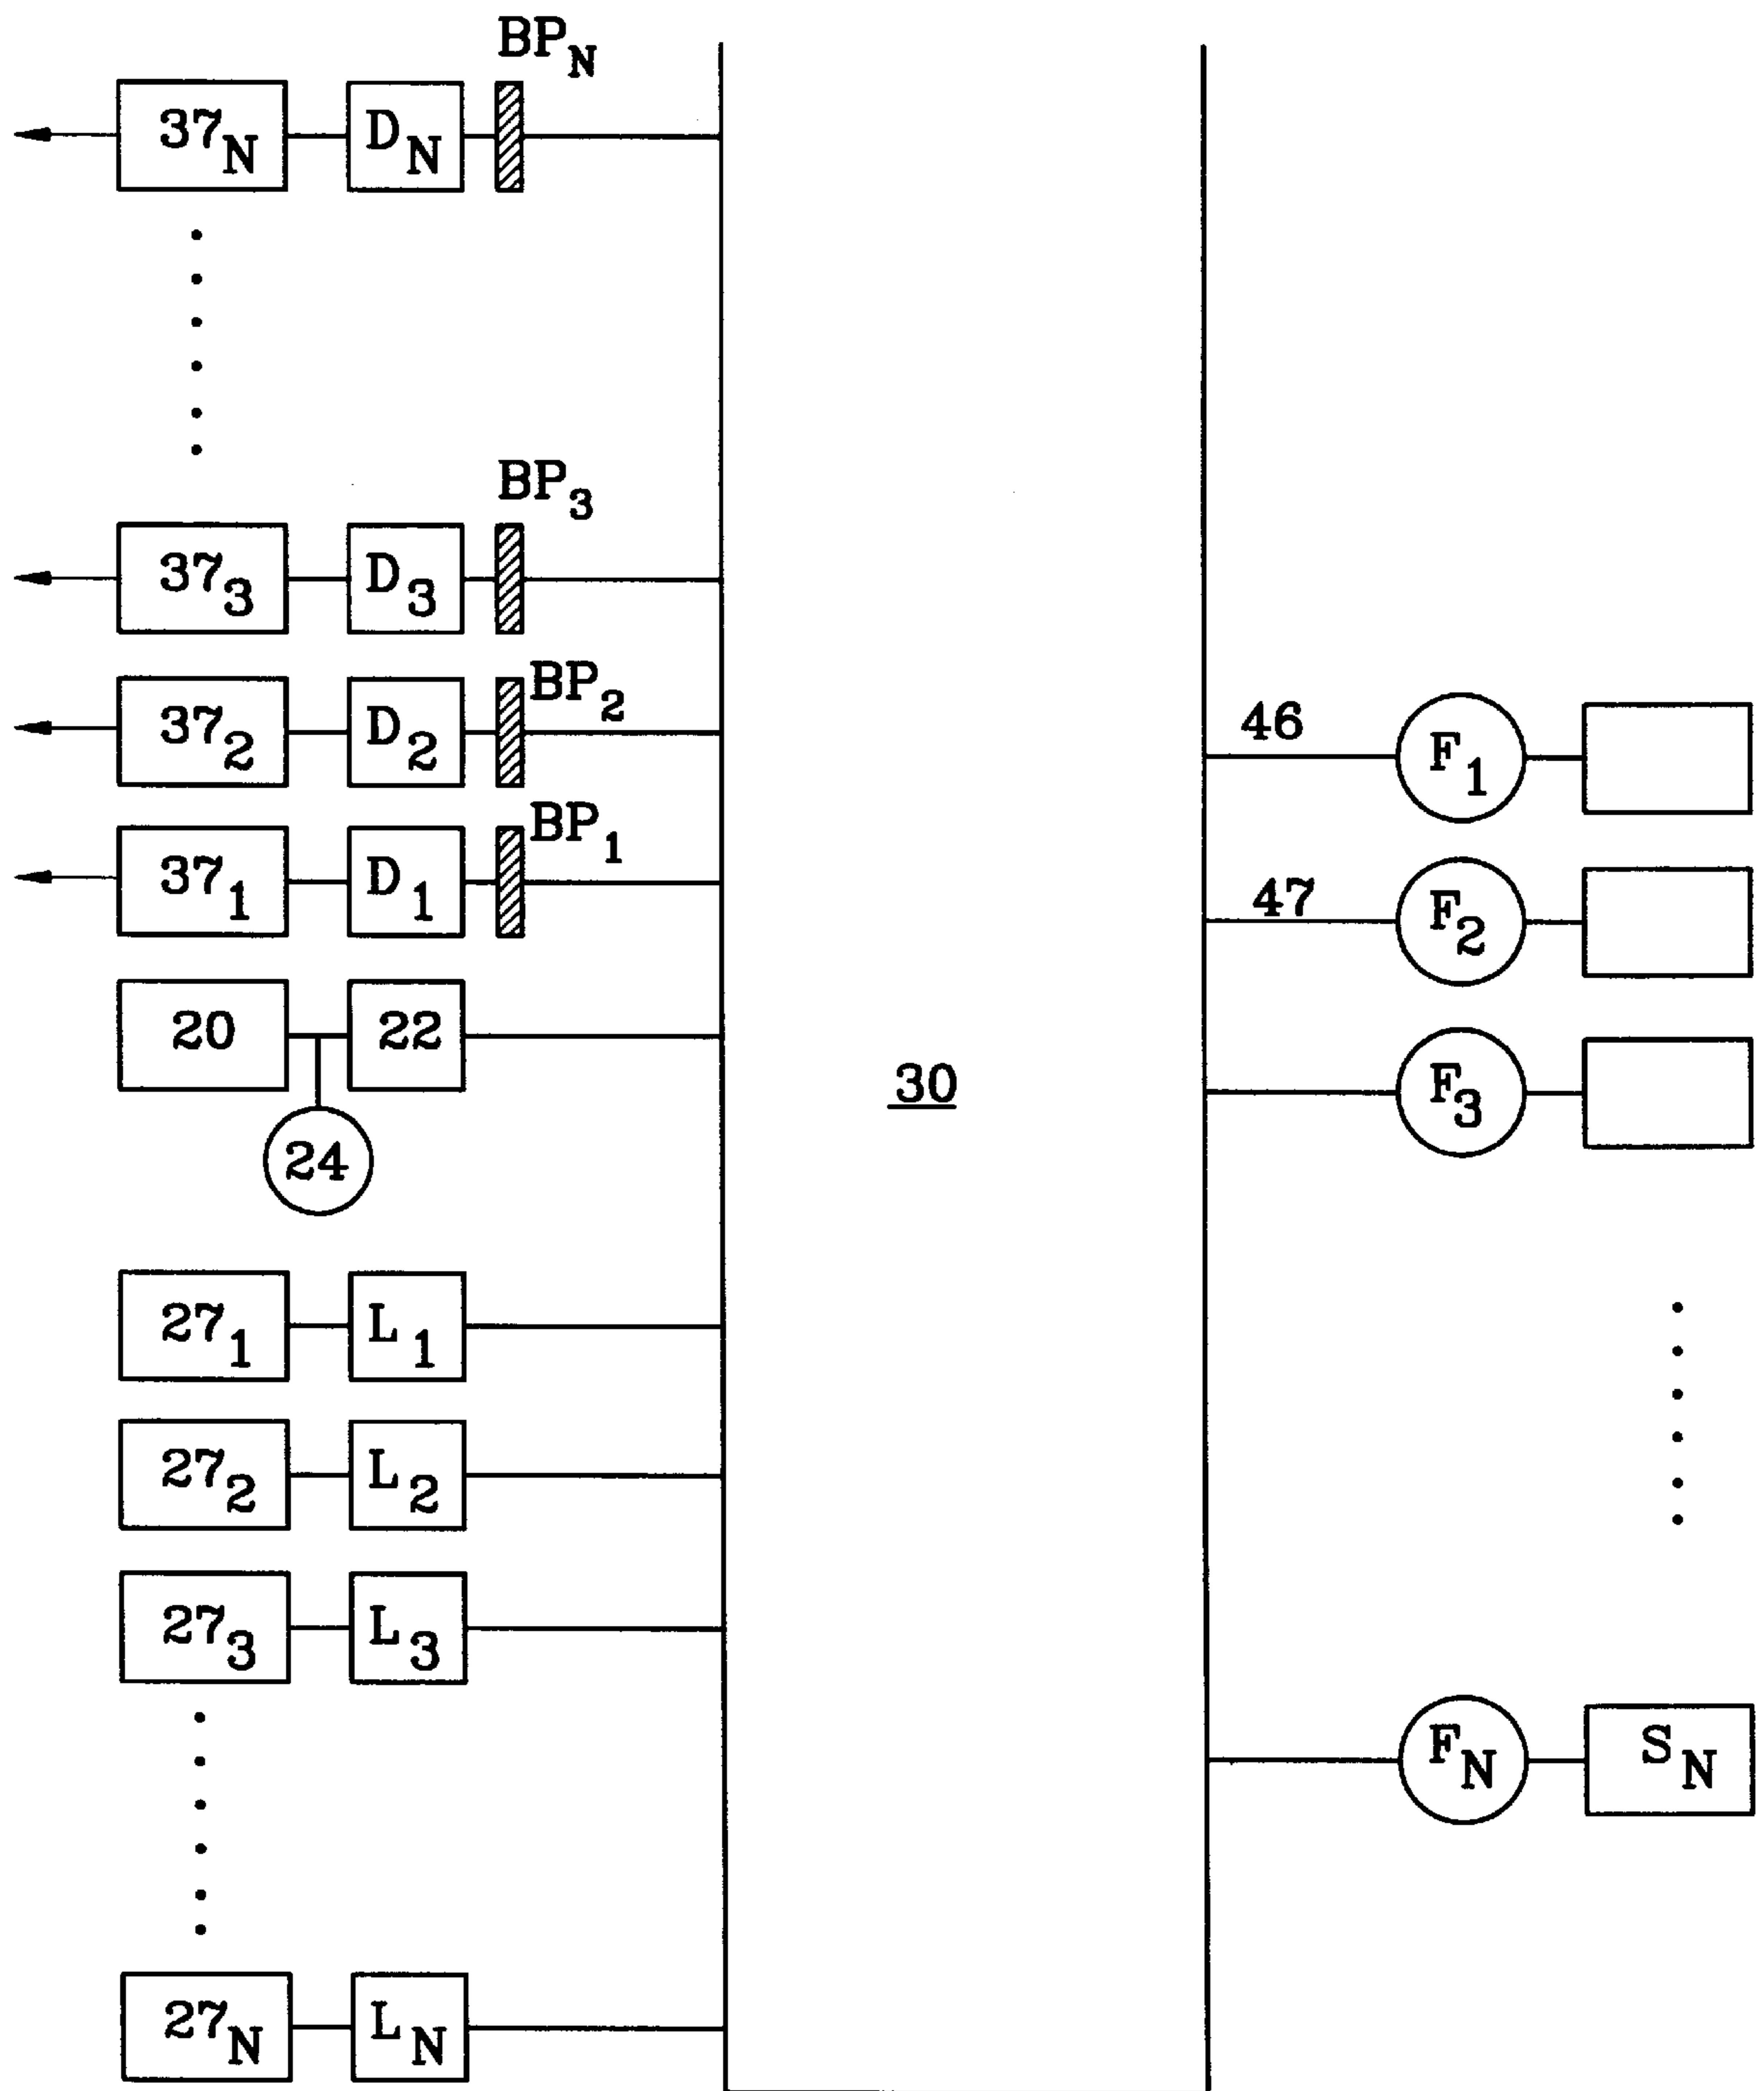 BP_N
37_N D_N
BP_3
37_3 D_3
BP_2
37_2 D_2
46 F_1
BP_1
37_1 D_1
47 F_2
20 22
30 F_3
24
27_1 L_1
27_2 L_2
27_3 L_3
F_N S_N
27_N L_N